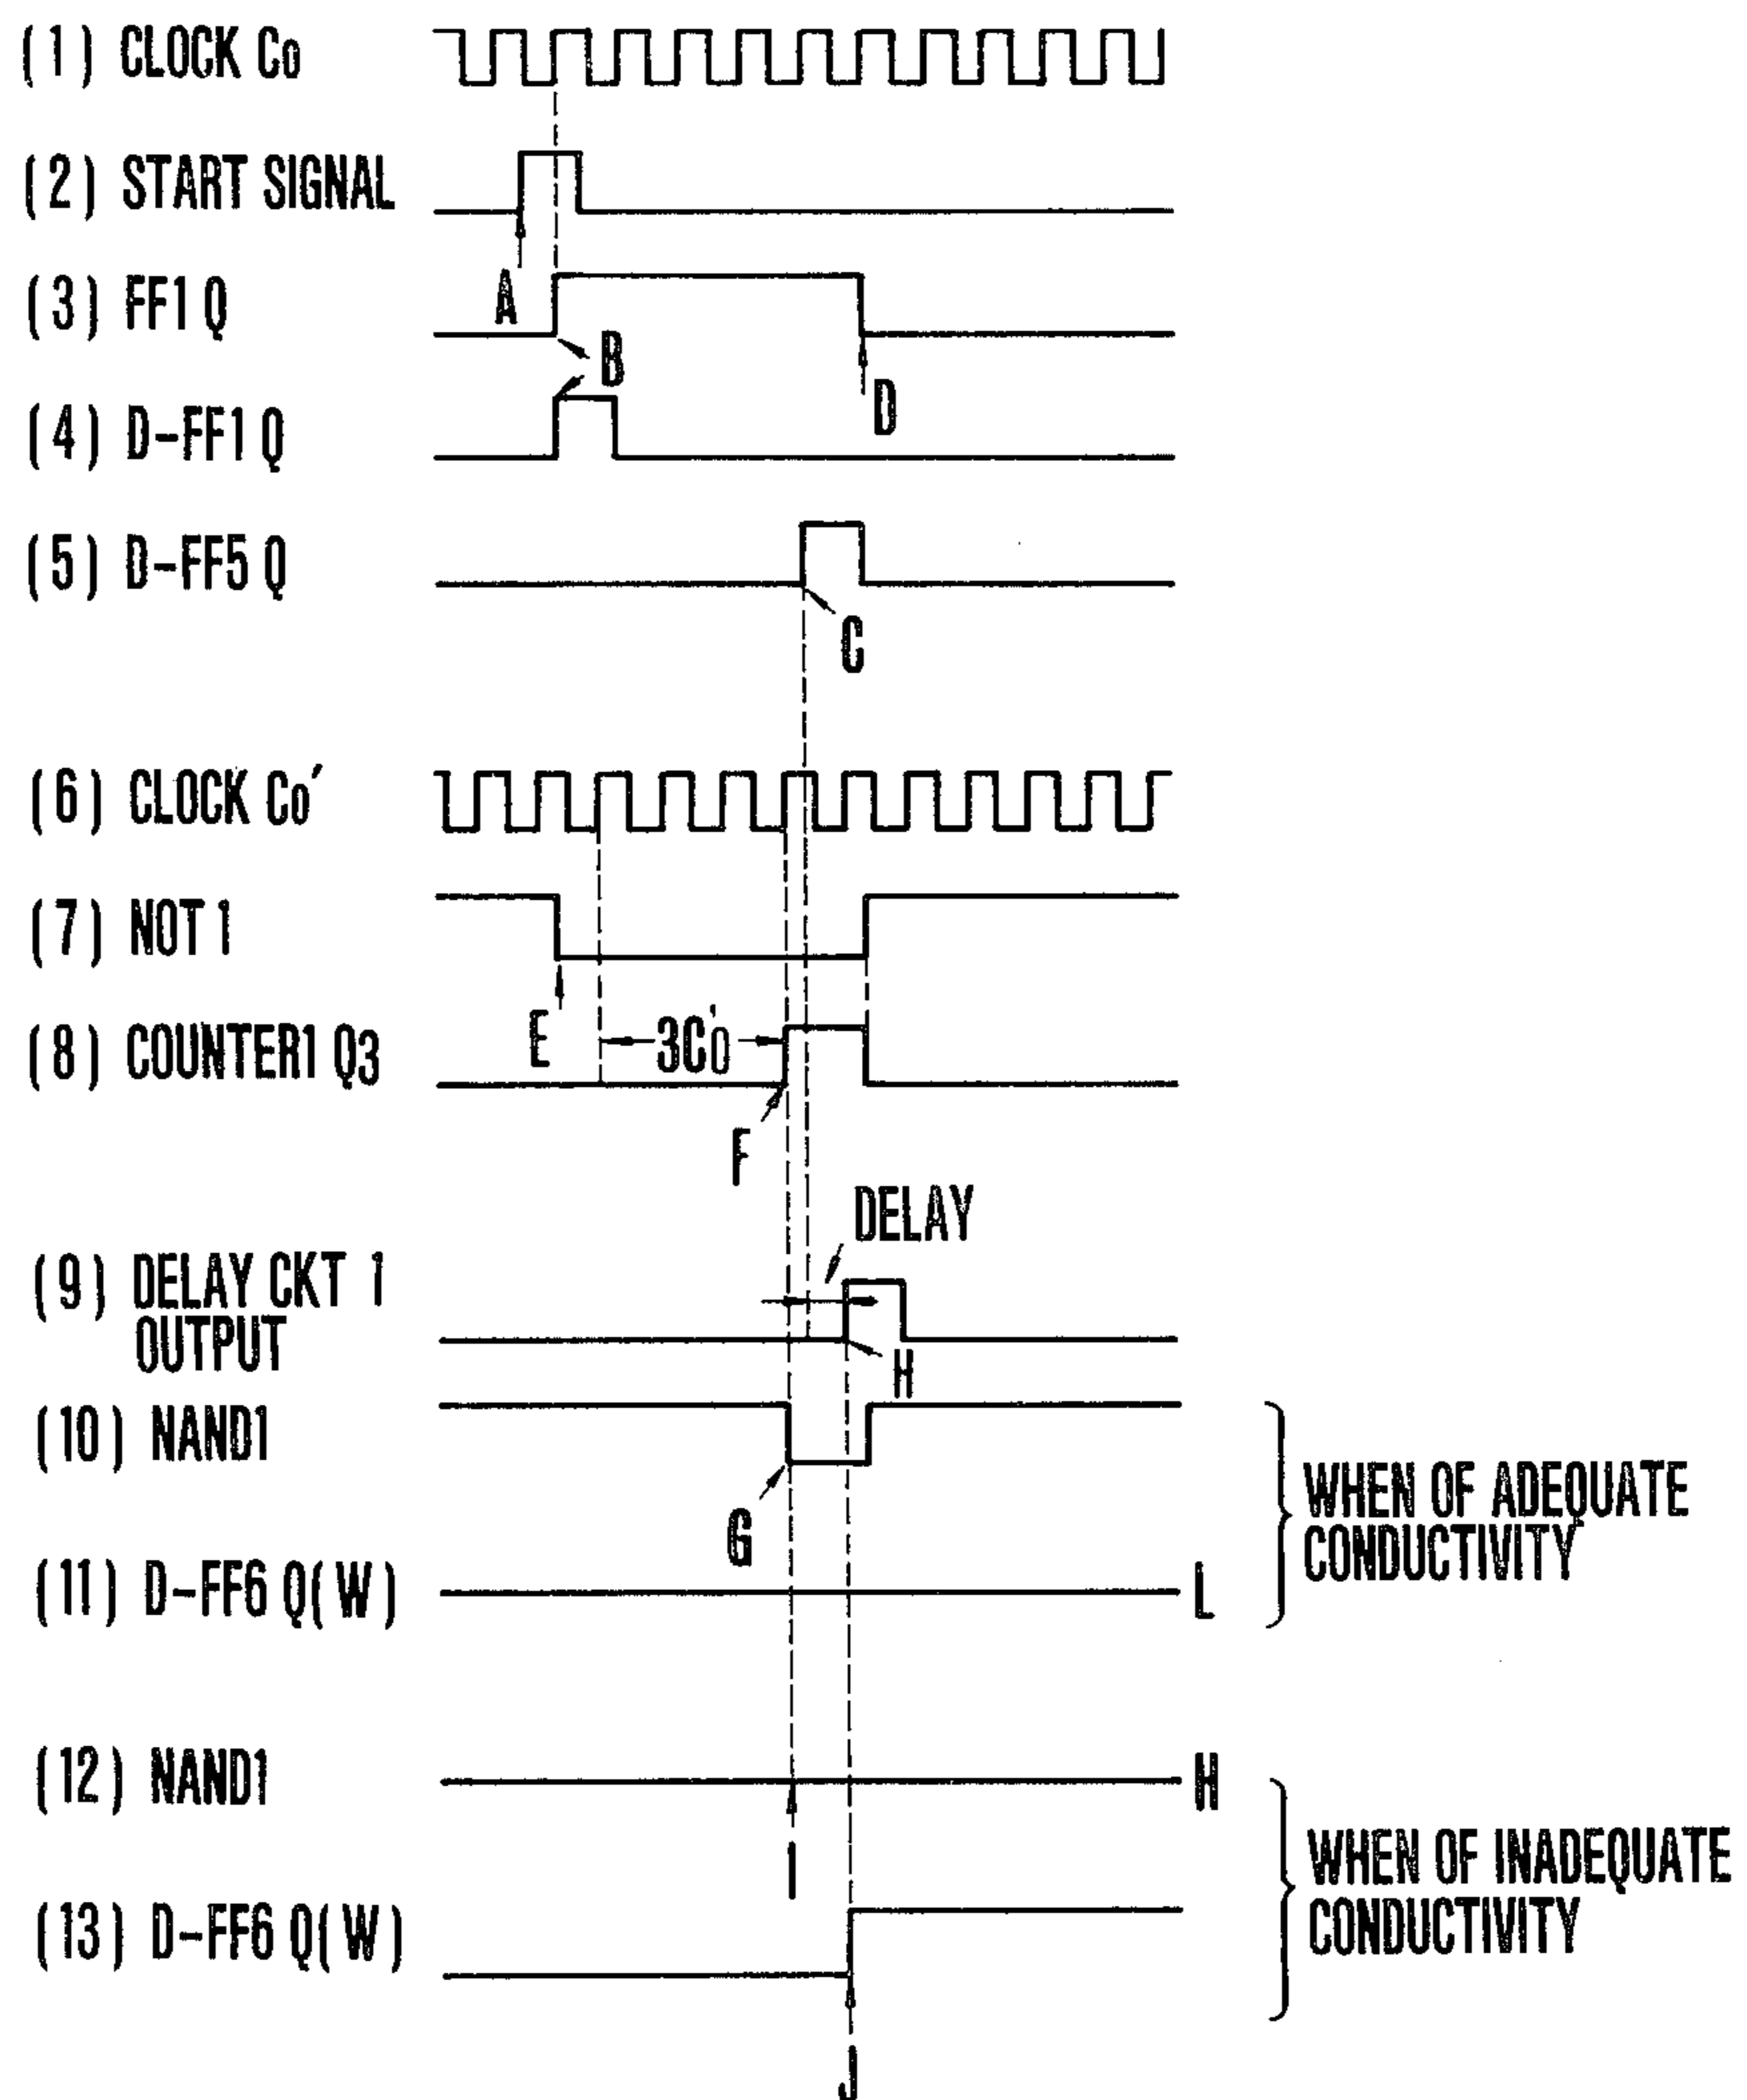 (1) CLOCK Co
(2) START SIGNAL
A
(3) FF1 Q
B
D
(4) D-FF1 Q
(5) D-FF5 Q
C
(6) CLOCK Co'
(7) NOT 1
E
(8) COUNTER1 Q3
3C'o
F
DELAY
(9) DELAY CKT 1
OUTPUT
H
(10) NAND1
G
WHEN OF ADEQUATE
CONDUCTIVITY
(11) D-FF6 Q(W)
L
(12) NAND1
H
I
WHEN OF INADEQUATE
CONDUCTIVITY
(13) D-FF6 Q(W)
J